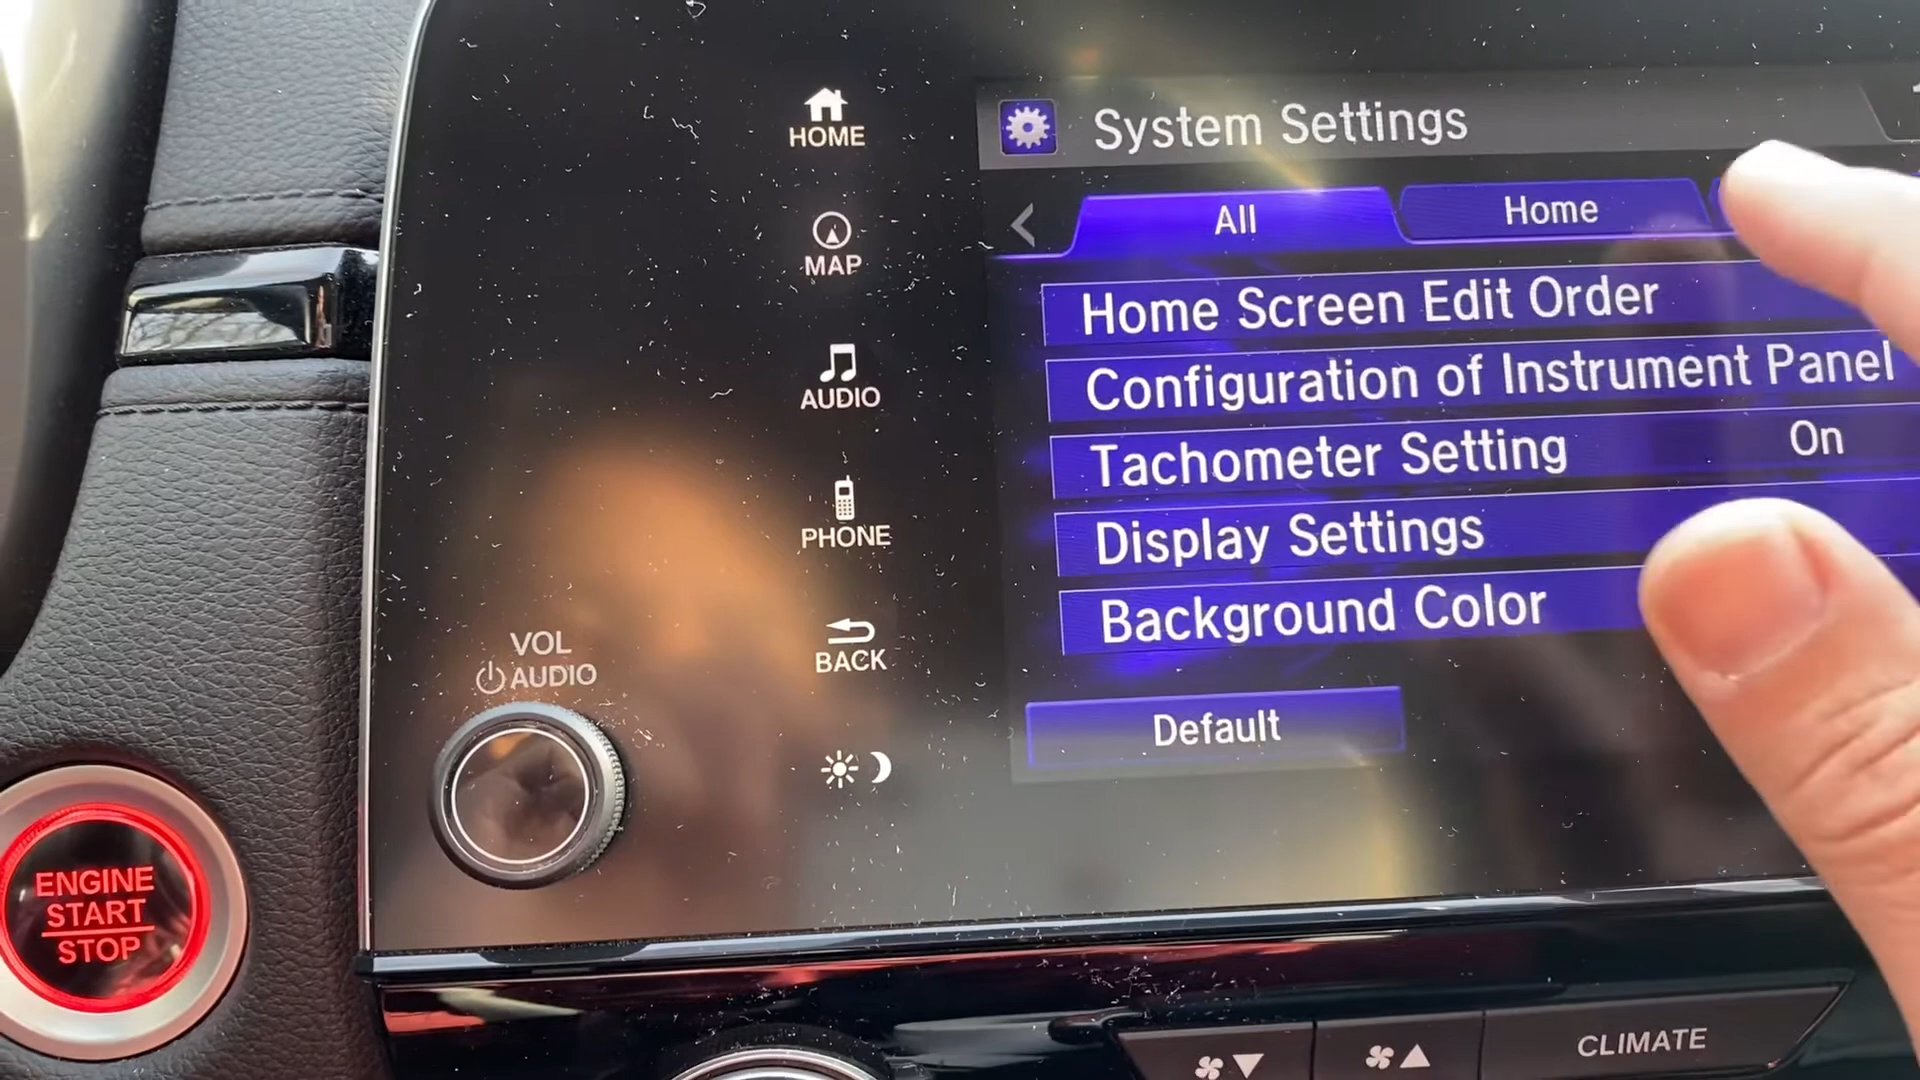 HOME
MAP
AUDIO
PHONE
BACK
VOL
AUDIO
ENGINE
START
STOP
System Settings
All
Home
Home Screen Edit Order
Configuration of Instrument Panel
Tachometer Setting On
Display Settings
Background Color
Default
CLIMATE